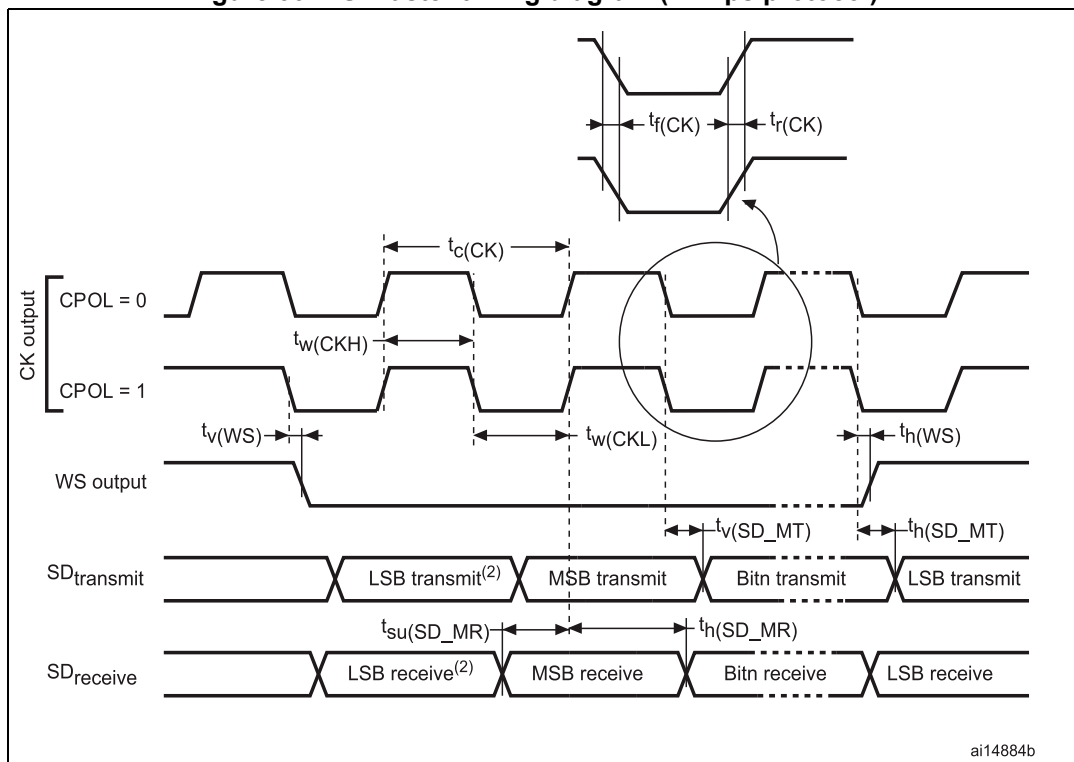 tf(CK)
tr(CK)
tc(CK)
CK output
CPOL = 0
tw(CKH)
CPOL = 1
tv(WS)
tw(CKL)
th(WS)
WS output
tv(SD_MT)
th(SD_MT)
SDtransmit
LSB transmit(2)
MSB transmit
Bitn transmit
LSB transmit
tsu(SD_MR)
th(SD_MR)
SDreceive
LSB receive(2)
MSB receive
Bitn receive
LSB receive
ai14884b